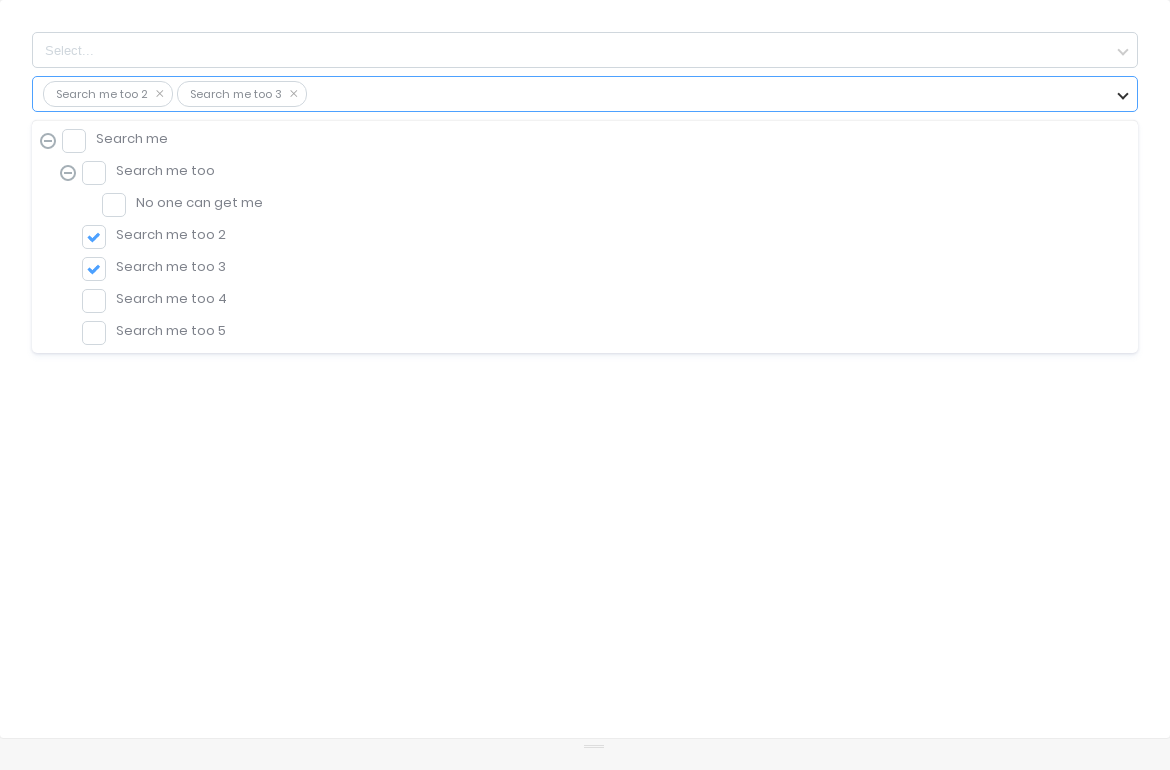 Select...
Search me too 2 × Search me too 3 ×
Search me
Search me too
No one can get me
Search me too 2
Search me too 3
Search me too 4
Search me too 5